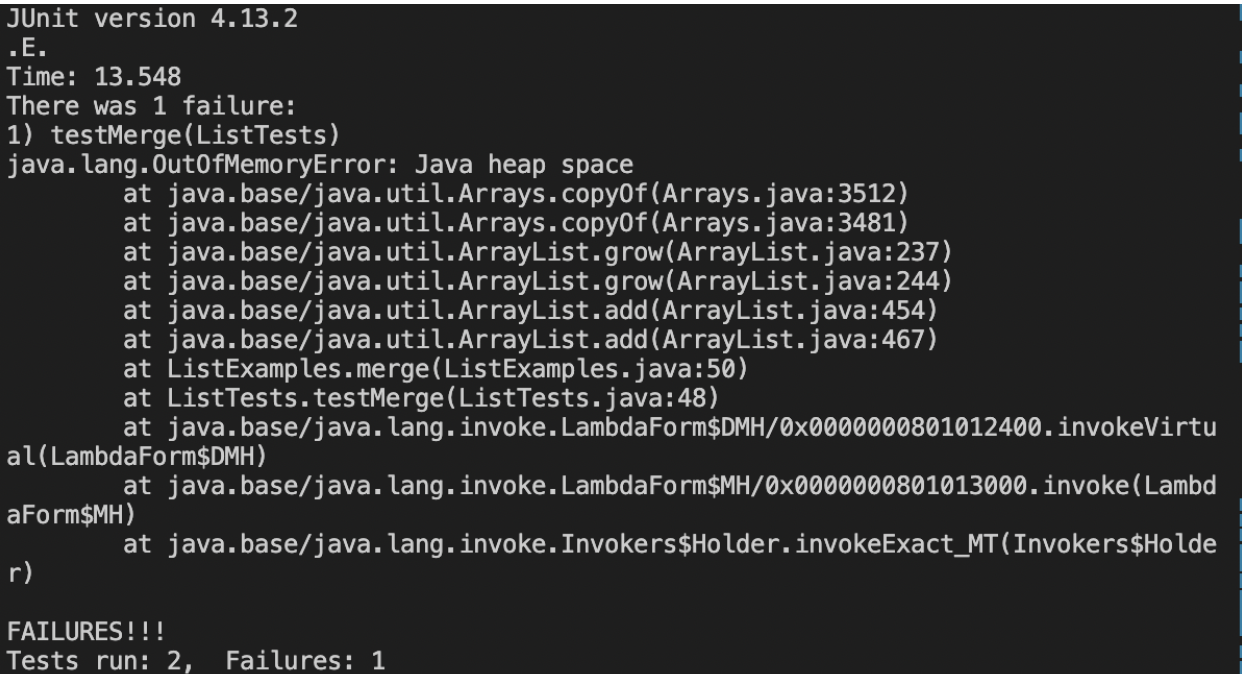 JUnit version 4.13.2
.E.
Time: 13.548
There was 1 failure:
1) testMerge(ListTests)
java.lang.OutOfMemoryError: Java heap space
        at java.base/java.util.Arrays.copyOf(Arrays.java:3512)
        at java.base/java.util.Arrays.copyOf(Arrays.java:3481)
        at java.base/java.util.ArrayList.grow(ArrayList.java:237)
        at java.base/java.util.ArrayList.grow(ArrayList.java:244)
        at java.base/java.util.ArrayList.add(ArrayList.java:454)
        at java.base/java.util.ArrayList.add(ArrayList.java:467)
        at ListExamples.merge(ListExamples.java:50)
        at ListTests.testMerge(ListTests.java:48)
        at java.base/java.lang.invoke.LambdaForm$DMH/0x0000000801012400.invokeVirtu
al(LambdaForm$DMH)
        at java.base/java.lang.invoke.LambdaForm$MH/0x0000000801013000.invoke(Lambd
aForm$MH)
        at java.base/java.lang.invoke.Invokers$Holder.invokeExact_MT(Invokers$Holde
r)

FAILURES!!!
Tests run: 2,  Failures: 1